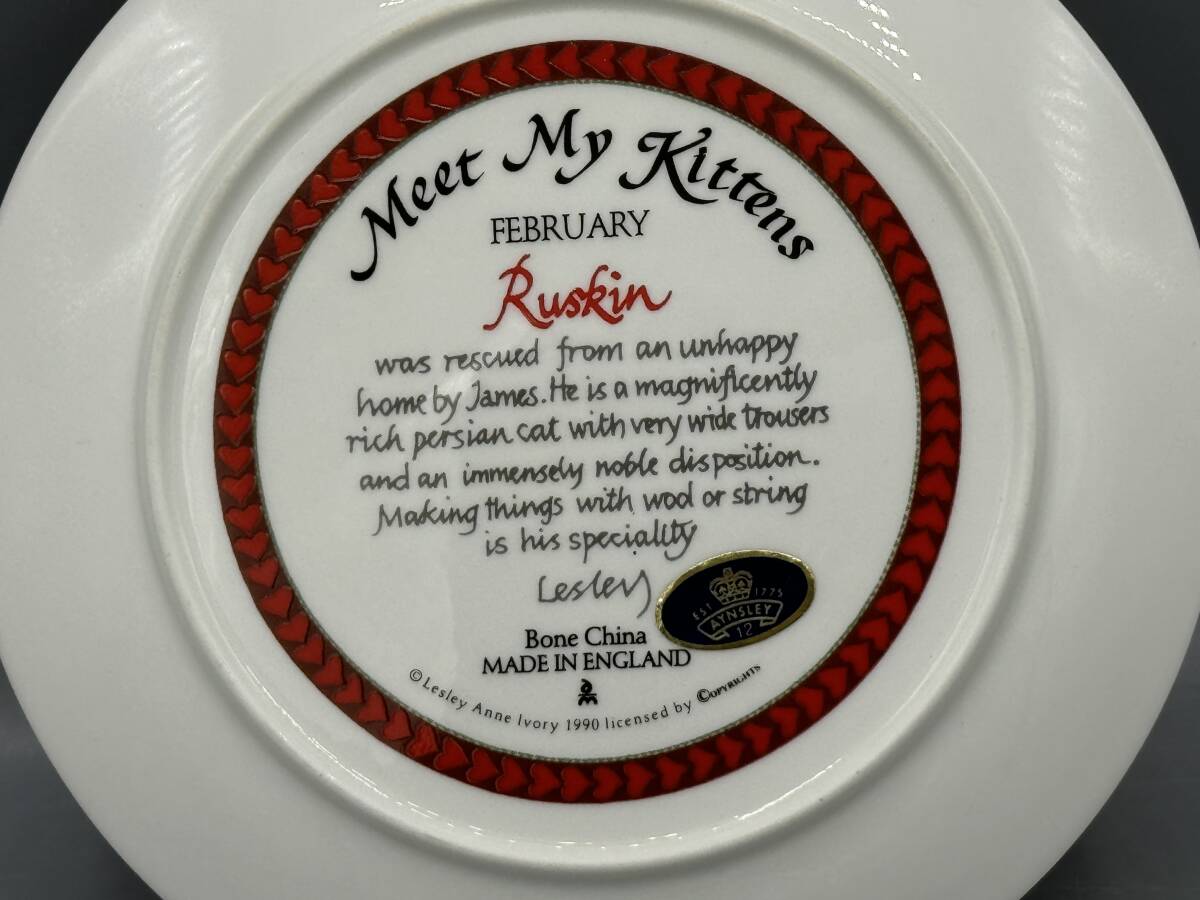 Meet My Kittens
FEBRUARY
Ruskin
was rescued from an unhappy
home by James. He is a magnificently
rich persian cat with very wide trousers
and an immensely noble disposition.
Making things with wool or string
is his speciality
Lesley
EST 1775
AYNSLEY
12
Bone China
MADE IN ENGLAND
© Lesley Anne Ivory 1990 licensed by © COPYRIGHTS